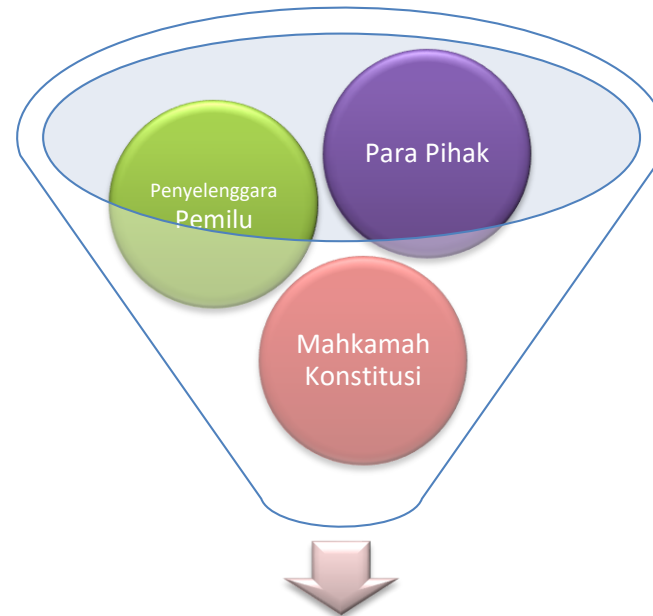 Para Pihak
Penyelenggara
Pemilu
Mahkamah
Konstitusi